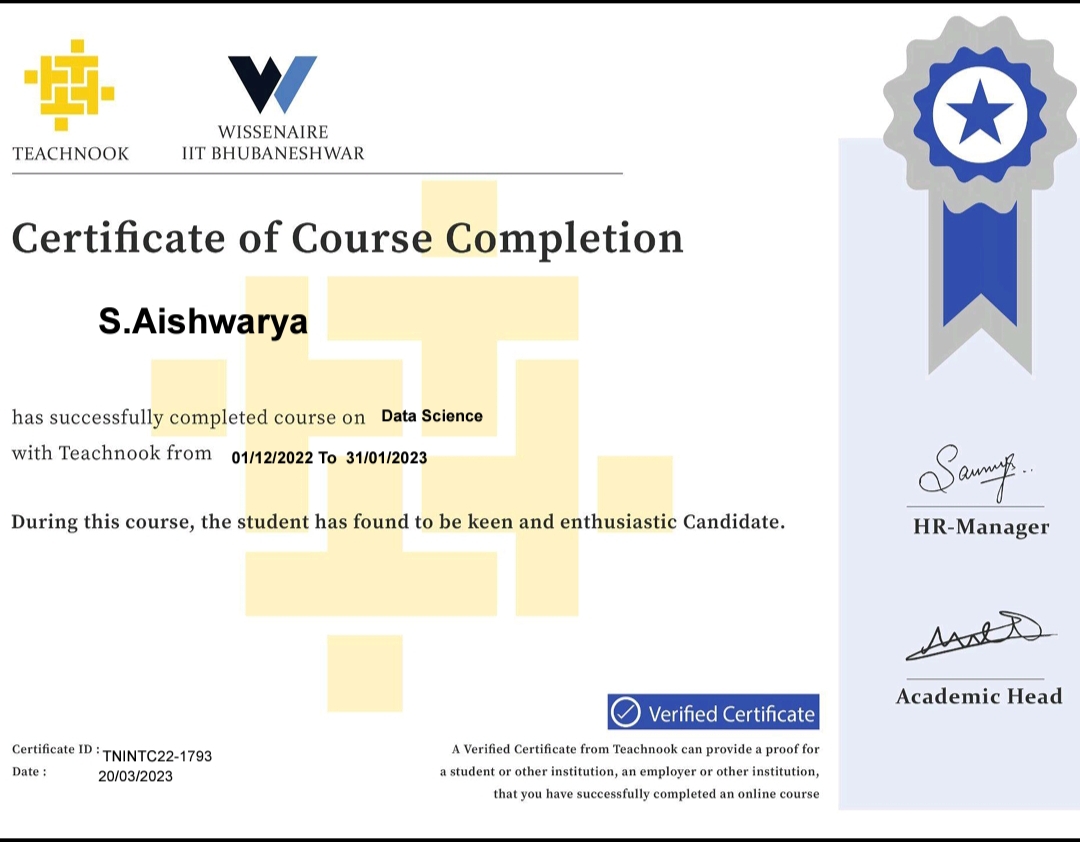 TEACHNOOK
WISSENAIRE
IIT BHUBANESHWAR
Certificate of Course Completion
S.Aishwarya
has successfully completed course on Data Science
with Teachnook from 01/12/2022 To 31/01/2023
During this course, the student has found to be keen and enthusiastic Candidate.
HR-Manager
Academic Head
Verified Certificate
Certificate ID : TNINTC22-1793
Date : 20/03/2023
A Verified Certificate from Teachnook can provide a proof for
a student or other institution, an employer or other institution,
that you have successfully completed an online course